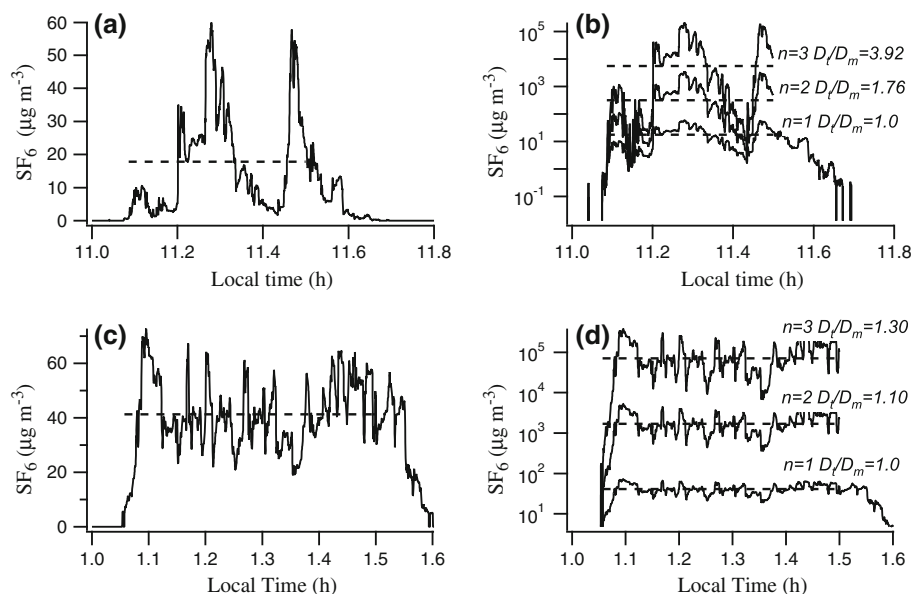 (a)
60
50
40
30
20
10
0
SF6 (µg m-3)
11.0 11.2 11.4 11.6 11.8
Local time (h)
(b)
10^5
10^3
10^1
10^-1
SF6 (µg m-3)
n=3 Dt/Dm=3.92
n=2 Dt/Dm=1.76
n=1 Dt/Dm=1.0
11.0 11.2 11.4 11.6 11.8
Local time (h)
(c)
60
40
20
0
SF6 (µg m-3)
1.0 1.1 1.2 1.3 1.4 1.5 1.6
Local Time (h)
(d)
10^5
10^4
10^3
10^2
10^1
SF6 (µg m-3)
n=3 Dt/Dm=1.30
n=2 Dt/Dm=1.10
n=1 Dt/Dm=1.0
1.0 1.1 1.2 1.3 1.4 1.5 1.6
Local Time (h)